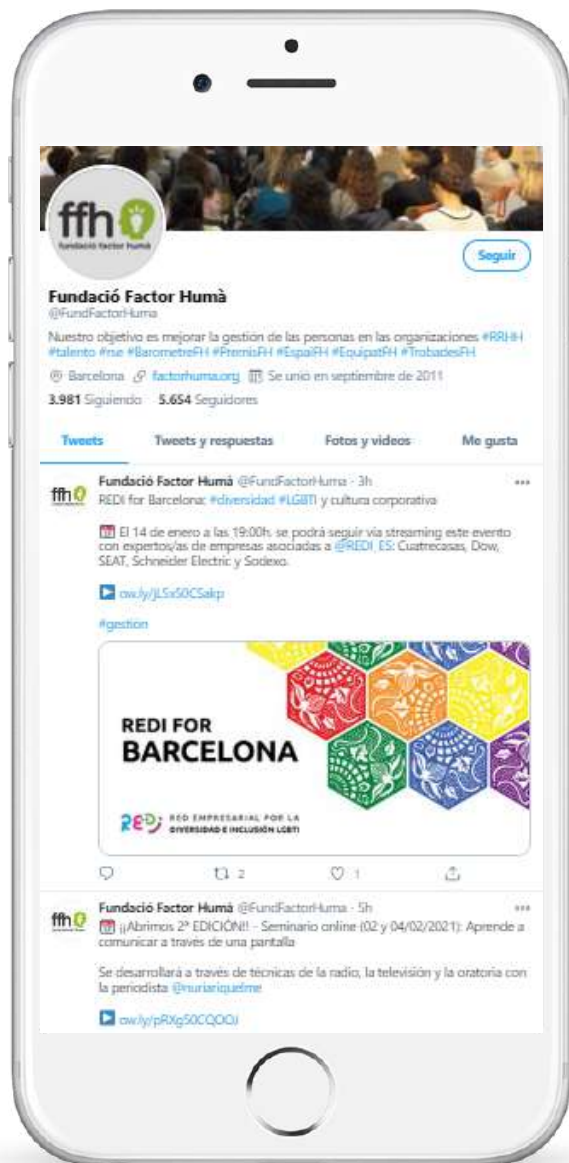 ffh
fundació factor humà
Seguir
Fundació Factor Humà
@FundFactorHuma
Nuestro objetivo es mejorar la gestión de las personas en las organizaciones #RRHH
#talento #rse #BarometreFH #PremisFH #EspaiFH #EquipatFH #TrobadesFH
Barcelona factorhuma.org Se unio en septiembre de 2011
3.981 Siguiendo 5.654 Seguidores
Tweets Tweets y respuestas Fotos y videos Me gusta
ffh
Fundació Factor Humà @FundFactorHuma · 3h
REDI for Barcelona: #diversidad #LGBTI y cultura corporativa
El 14 de enero a las 19:00h. se podrá seguir vía streaming este evento
con expertos/as de empresas asociadas a @REDI_ES: Cuatrecasas, Dow,
SEAT, Schneider Electric y Sodexo.
ow.ly/jLSx50CSakp
#gestion
REDI FOR
BARCELONA
REDi RED EMPRESARIAL POR LA
DIVERSIDAD E INCLUSIÓN LGBTI
2 1
ffh
Fundació Factor Humà @FundFactorHuma · 5h
¡¡Abrimos 2ª EDICIÓN!! - Seminario online (02 y 04/02/2021): Aprende a
comunicar a través de una pantalla
Se desarrollará a través de técnicas de la radio, la televisión y la oratoria con
la periodista @nuriariquelme
ow.ly/pRXg50CQOOJ